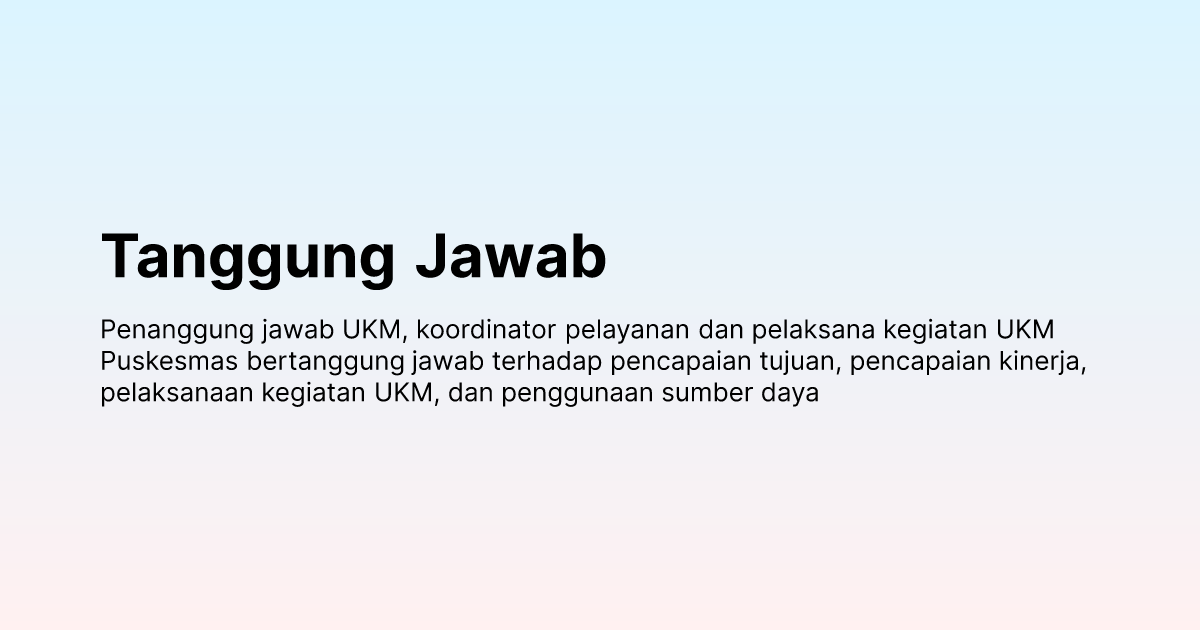 Tanggung Jawab
Penanggung jawab UKM, koordinator pelayanan dan pelaksana kegiatan UKM
Puskesmas bertanggung jawab terhadap pencapaian tujuan, pencapaian kinerja,
pelaksanaan kegiatan UKM, dan penggunaan sumber daya